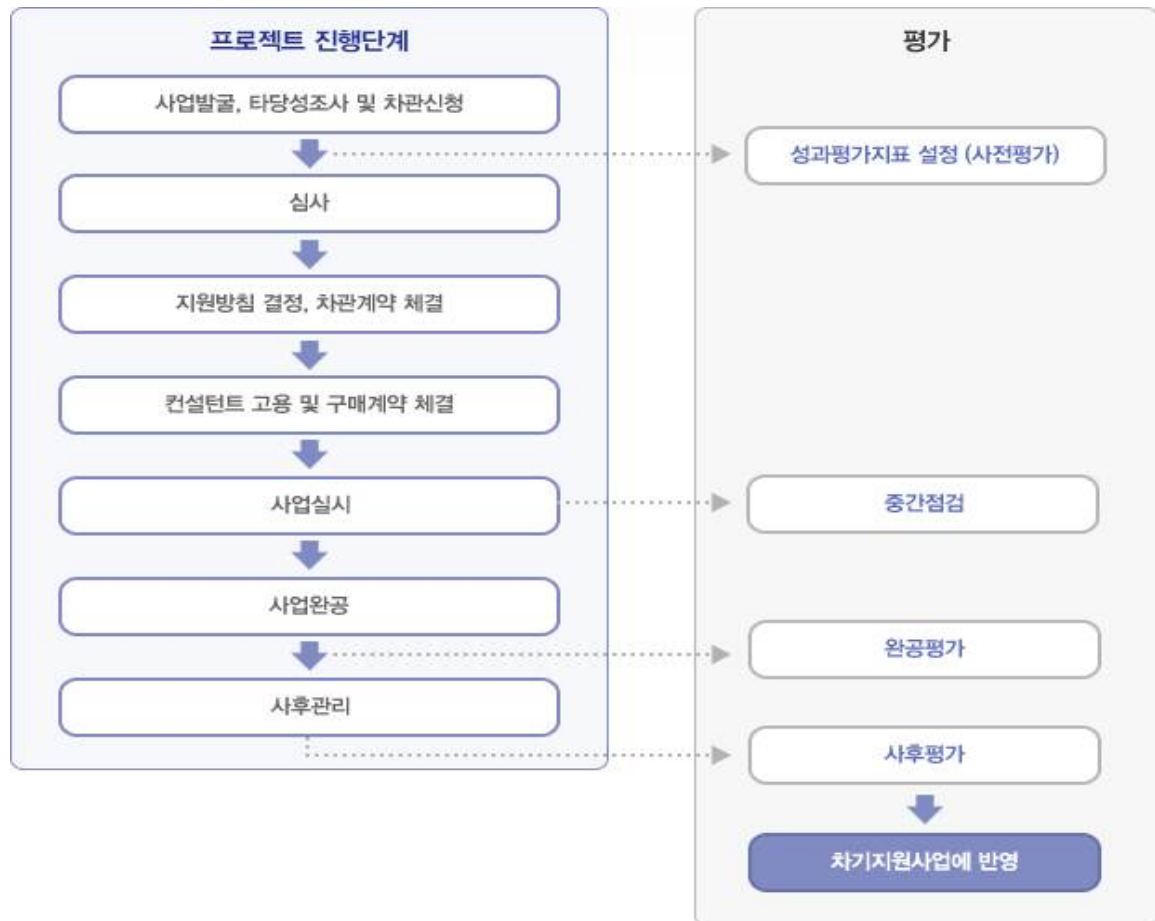 프로젝트 진행단계
사업발굴, 타당성조사 및 차관신청
심사
지원방침 결정, 차관계약 체결
컨설턴트 고용 및 구매계약 체결
사업실시
사업완공
사후관리
평가
성과평가지표 설정 (사전평가)
중간점검
완공평가
사후평가
차기지원사업에 반영